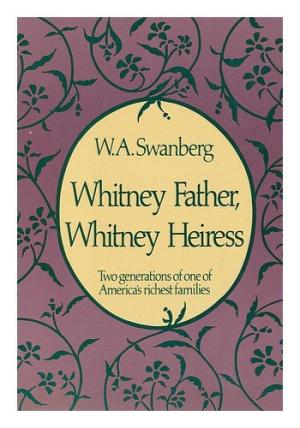 W. A. Swanberg
Whitney Father,
Whitney Heiress
Two generations of one of
America's richest families